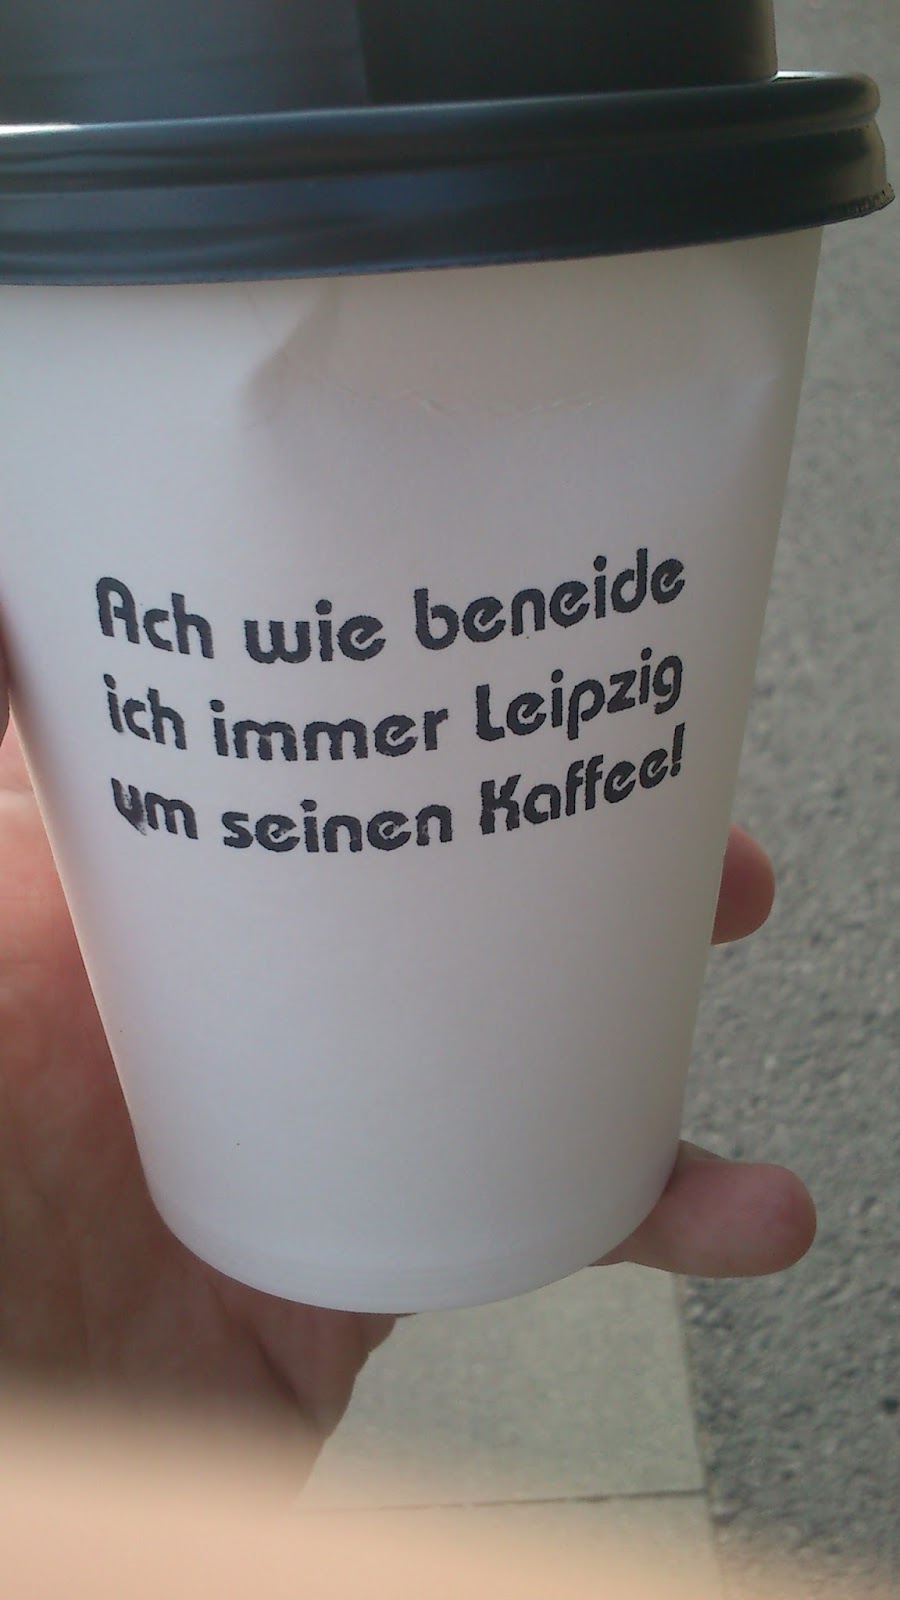 Ach wie beneide
ich immer Leipzig
um seinen Kaffee!